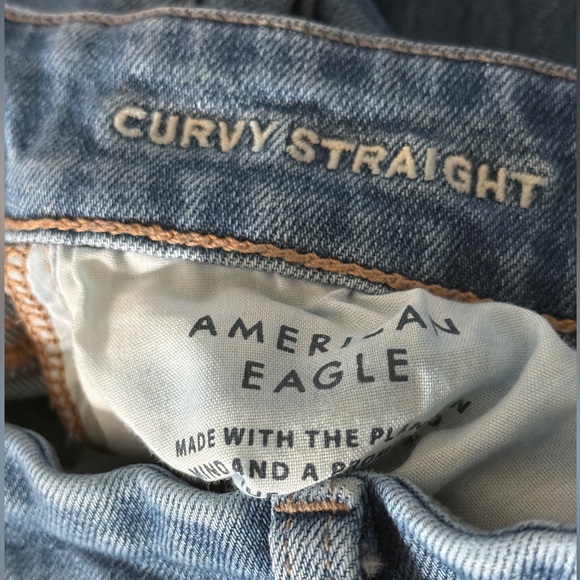 CURVY STRAIGHT
AMERICAN
EAGLE
MADE WITH THE
AND A